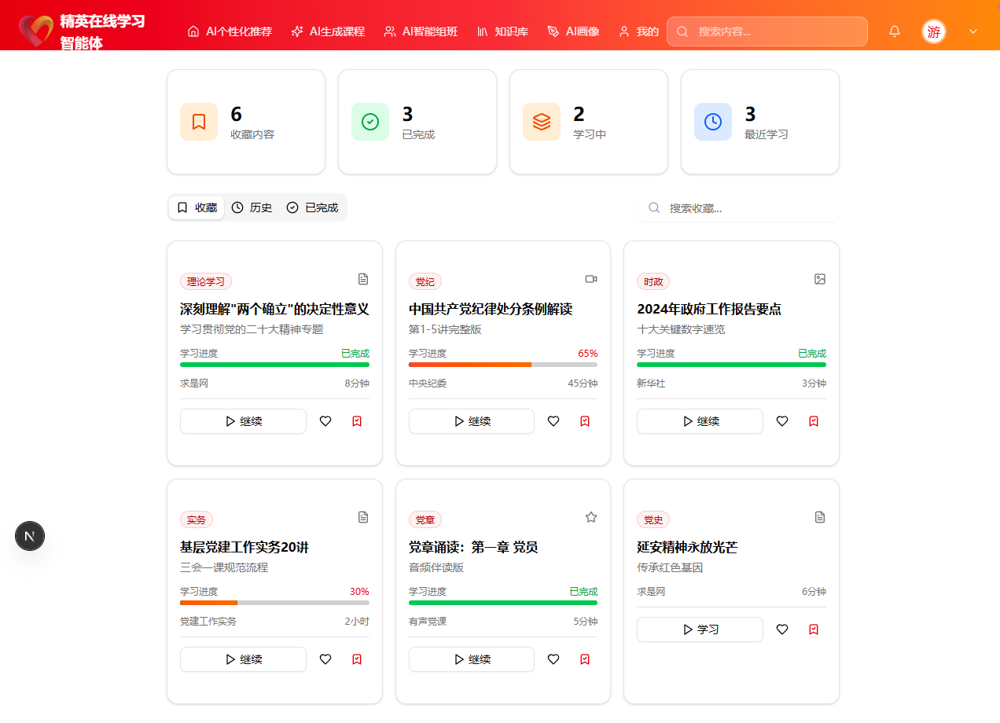 精英在线学习
智能体
AI个性化推荐 AI生成课程 AI智能组班 知识库 AI画像 我的 搜索内容... 游
6 3 2 3
收藏内容 已完成 学习中 最近学习
收藏 历史 已完成 搜索收藏...
理论学习
深刻理解"两个确立"的决定性意义
学习贯彻党的二十大精神专题
学习进度 已完成
求是网 8分钟
继续
党纪
中国共产党纪律处分条例解读
第1-5讲完整版
学习进度 65%
中央纪委 45分钟
继续
时政
2024年政府工作报告要点
十大关键数字速览
学习进度 已完成
新华社 3分钟
继续
实务
基层党建工作实务20讲
三会一课规范流程
学习进度 30%
党建工作实务 2小时
继续
党章
党章诵读：第一章 党员
音频伴读版
学习进度 已完成
有声党课 5分钟
继续
党史
延安精神永放光芒
传承红色基因
求是网 6分钟
学习
N